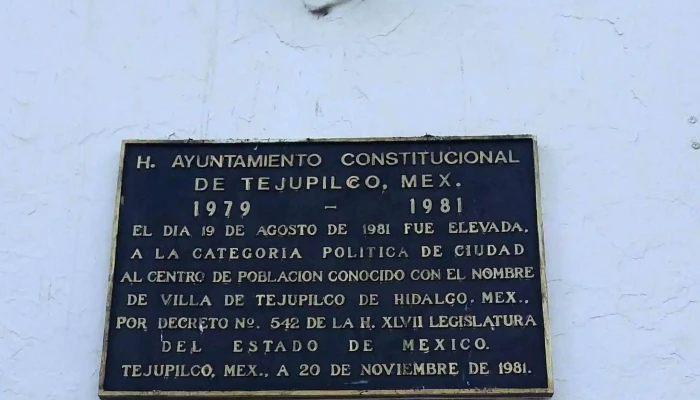 H. AYUNTAMIENTO CONSTITUCIONAL
DE TEJUPILCO, MEX.
1979 - 1981
EL DIA 19 DE AGOSTO DE 1981 FUE ELEVADA,
A LA CATEGORIA POLITICA DE CIUDAD
AL CENTRO DE POBLACION CONOCIDO CON EL NOMBRE
DE VILLA DE TEJUPILCO DE HIDALGO, MEX.,
POR DECRETO Nº. 542 DE LA H. XLVII LEGISLATURA
DEL ESTADO DE MEXICO.
TEJUPILCO, MEX., A 20 DE NOVIEMBRE DE 1981.